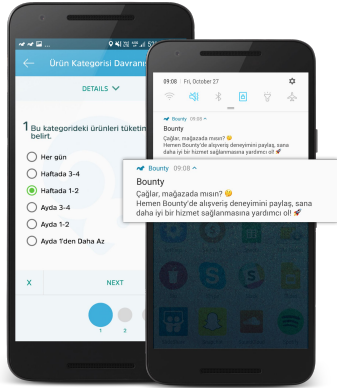 Ürün Kategorisi Davranış
DETAILS
1 Bu kategorideki ürünleri
belirt.
Her gün
Haftada 3-4
Haftada 1-2
Ayda 3-4
Ayda 1-2
Ayda 1'den Daha Az
X NEXT
1 2
09:08 Fri, October 27
Bounty 09:08
Bounty
Çağlar, mağazada mısın? 🤔
Hemen Bounty'de alışveriş deneyimini paylaş, sana
daha iyi bir hizmet sağlanmasına yardımcı ol! 🚀
Bounty 09:08
Bounty
Çağlar, mağazada mısın? 🤔
Hemen Bounty'de alışveriş deneyimini paylaş, sana
daha iyi bir hizmet sağlanmasına yardımcı ol! 🚀